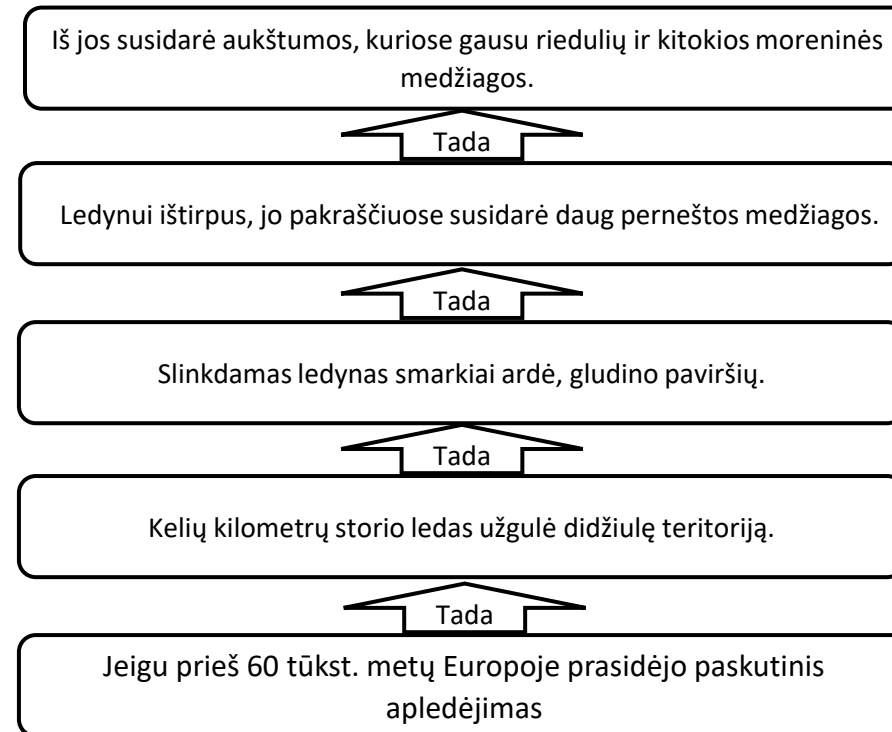 Iš jos susidarė aukštumos, kuriose gausu riedulių ir kitokios moreninės
medžiagos.
Tada
Ledynui ištirpus, jo pakraščiuose susidarė daug perneštos medžiagos.
Tada
Slinkdamas ledynas smarkiai ardė, gludino paviršių.
Tada
Kelių kilometrų storio ledas užgulė didžiulę teritoriją.
Tada
Jeigu prieš 60 tūkst. metų Europoje prasidėjo paskutinis
apledėjimas